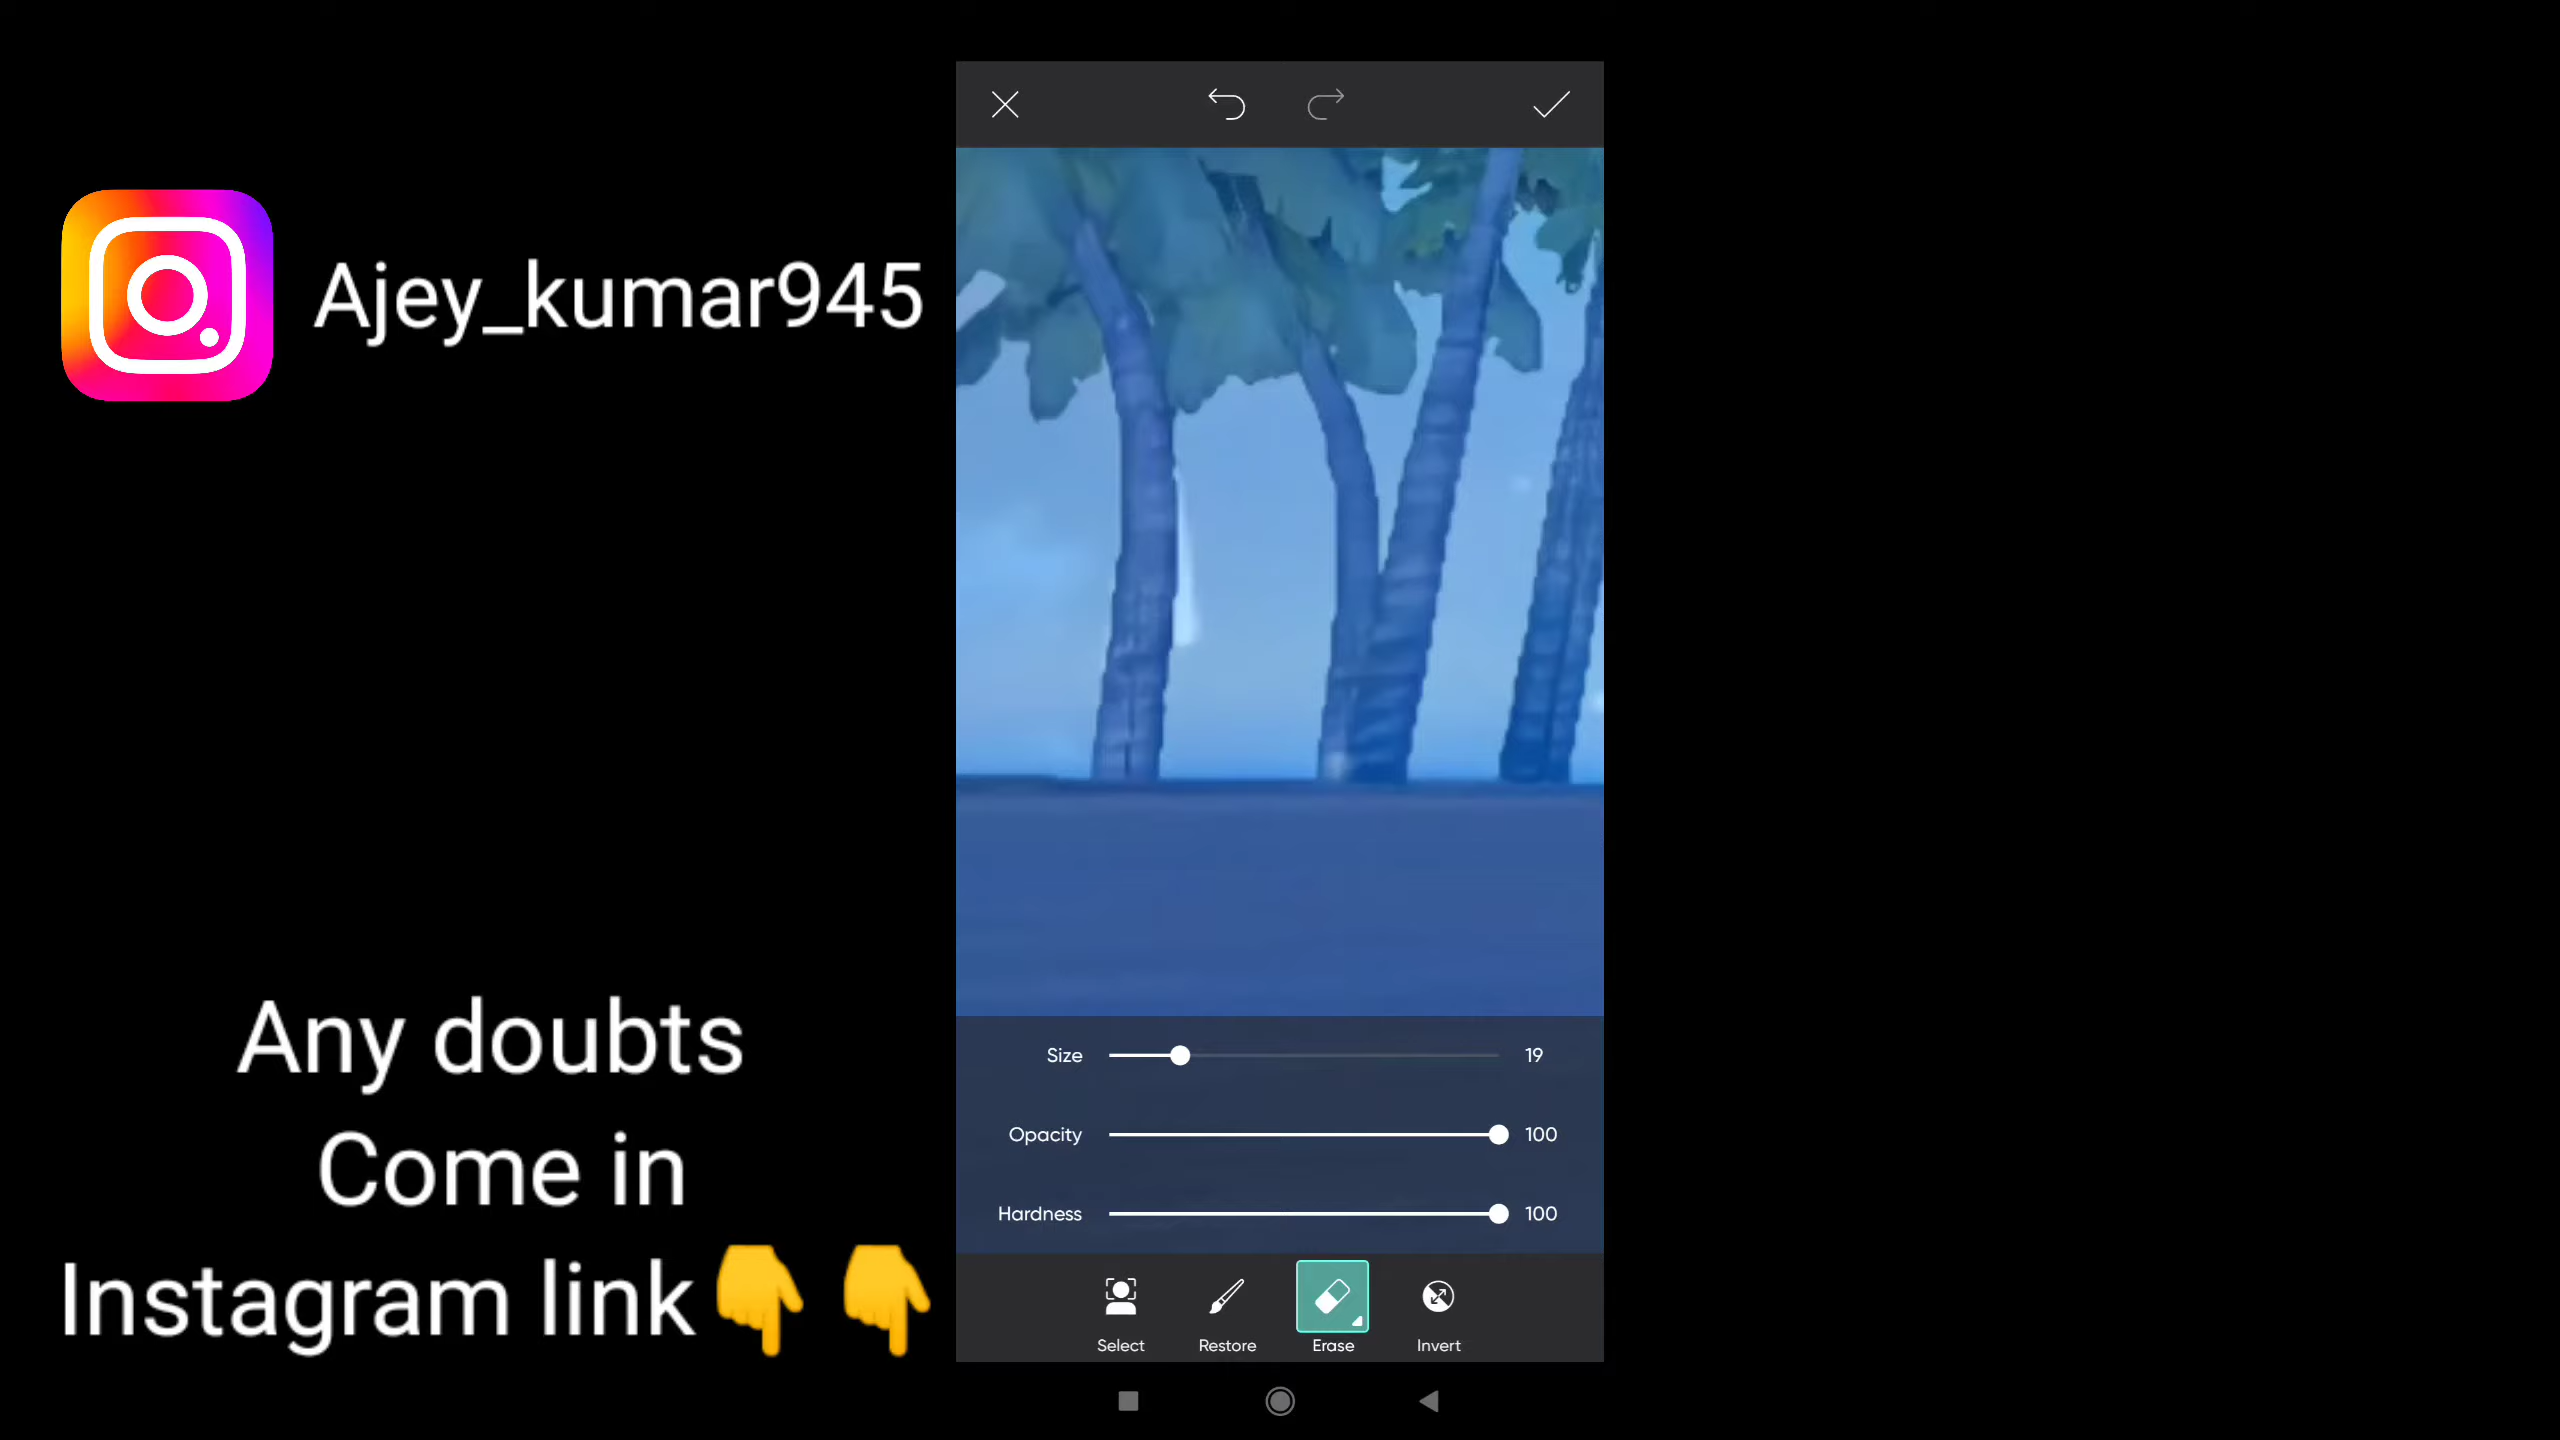 Ajey_kumar945
Any doubts
Come in
Instagram link👇👇
Size 19
Opacity 100
Hardness 100
Select Restore Erase Invert